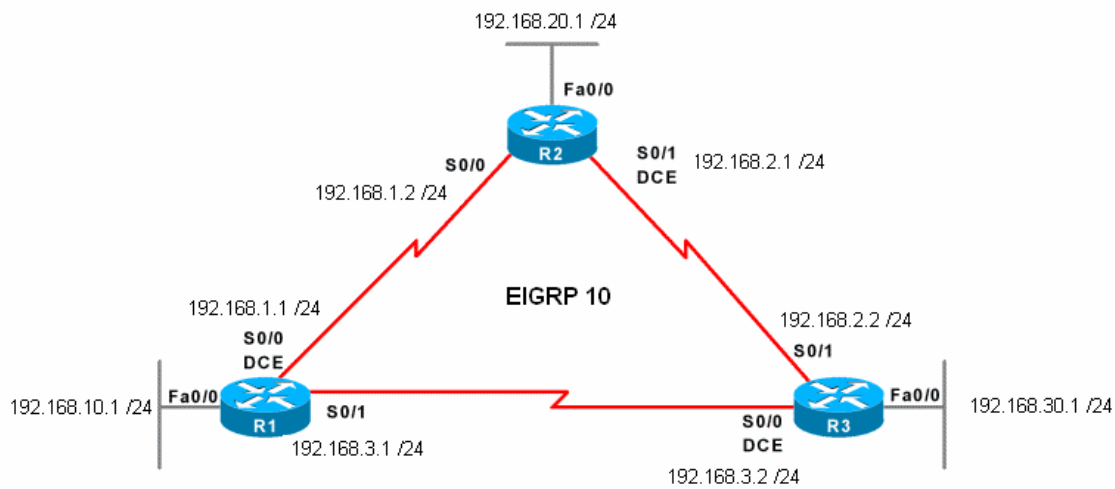 192.168.20.1 /24
Fa0/0
R2
S0/0
S0/1
DCE
192.168.2.1 /24
192.168.1.2 /24
EIGRP 10
192.168.1.1 /24
S0/0
DCE
192.168.2.2 /24
S0/1
192.168.10.1 /24
Fa0/0
R1
S0/1
192.168.3.1 /24
S0/0
DCE
192.168.3.2 /24
R3
Fa0/0
192.168.30.1 /24